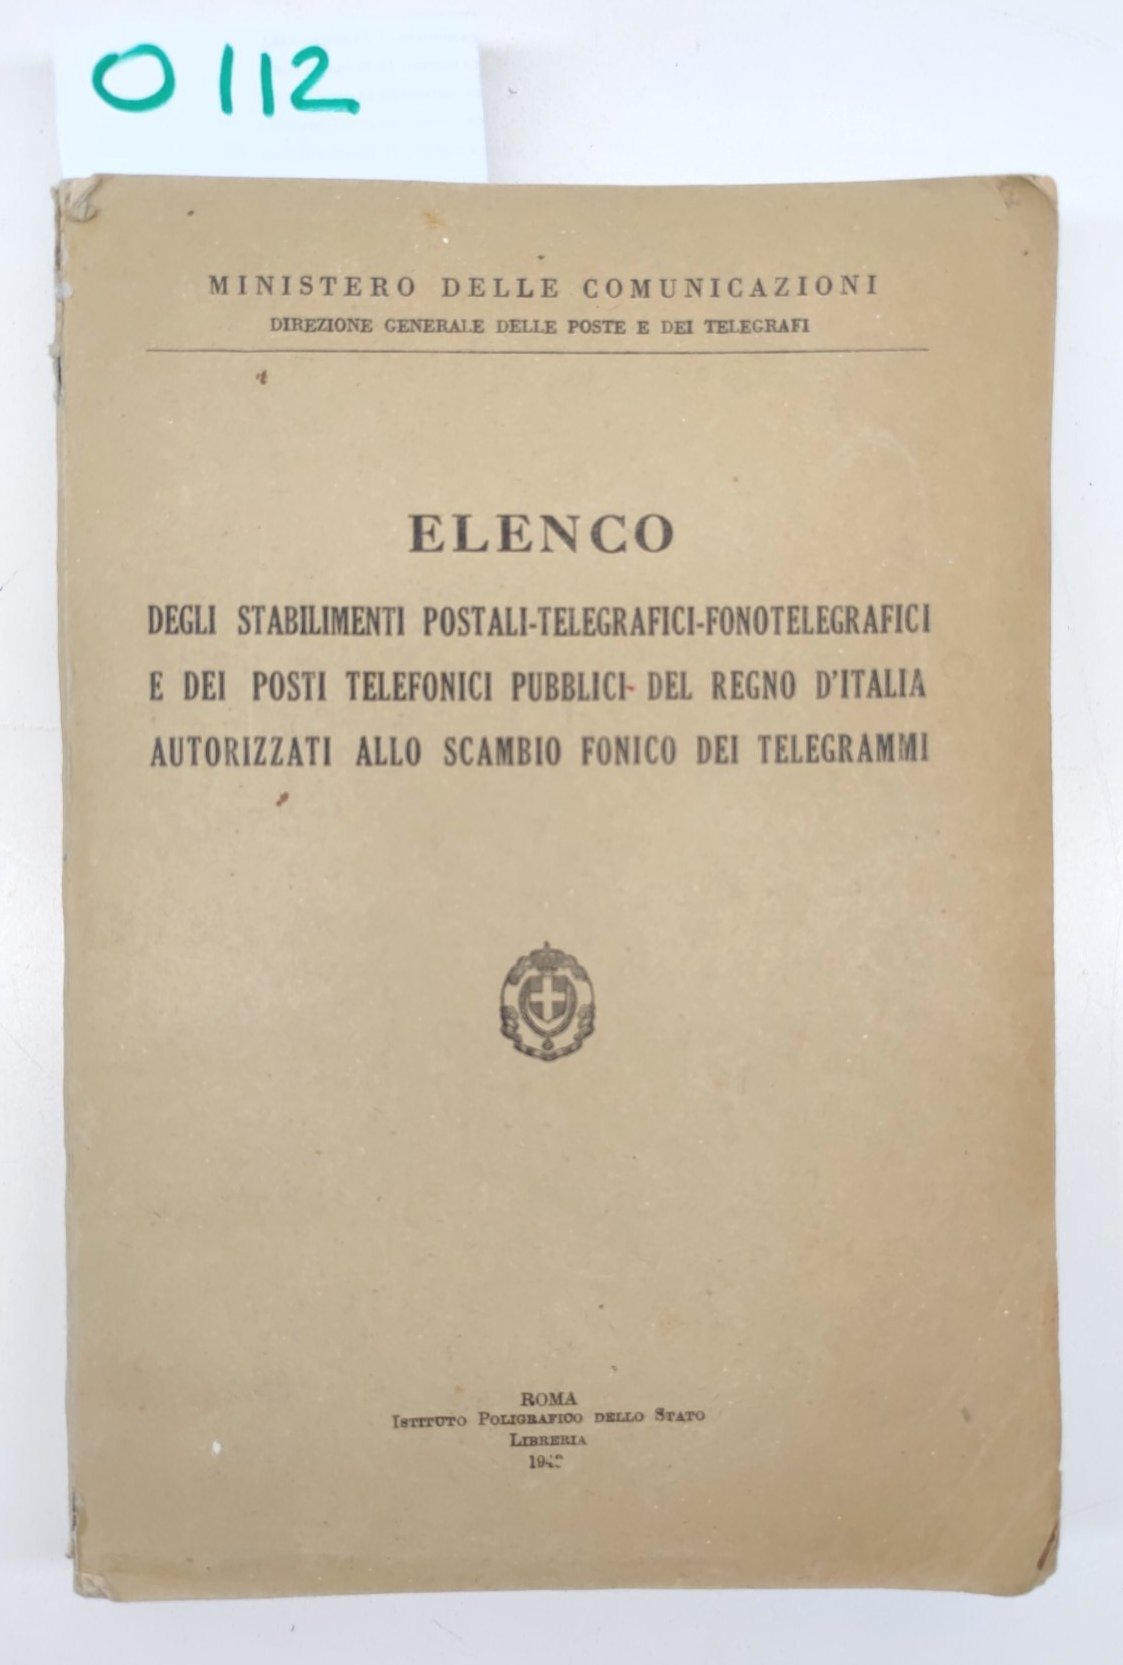 O 112
MINISTERO DELLE COMUNICAZIONI
DIREZIONE GENERALE DELLE POSTE E DEI TELEGRAFI
ELENCO
DEGLI STABILIMENTI POSTALI-TELEGRAFICI-FONOTELEGRAFICI
E DEI POSTI TELEFONICI PUBBLICI DEL REGNO D'ITALIA
AUTORIZZATI ALLO SCAMBIO FONICO DEI TELEGRAMMI
ROMA
ISTITUTO POLIGRAFICO DELLO STATO
LIBRERIA